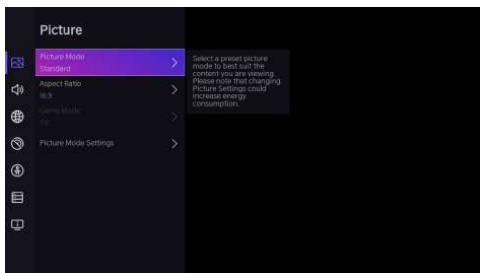 Picture
Picture Mode
Standard
Select a preset picture
mode to best suit the
content you are viewing.
Please note that changing
Picture Settings could
increase energy
consumption.
Aspect Ratio
16:9
Game Mode
Off
Picture Mode Settings